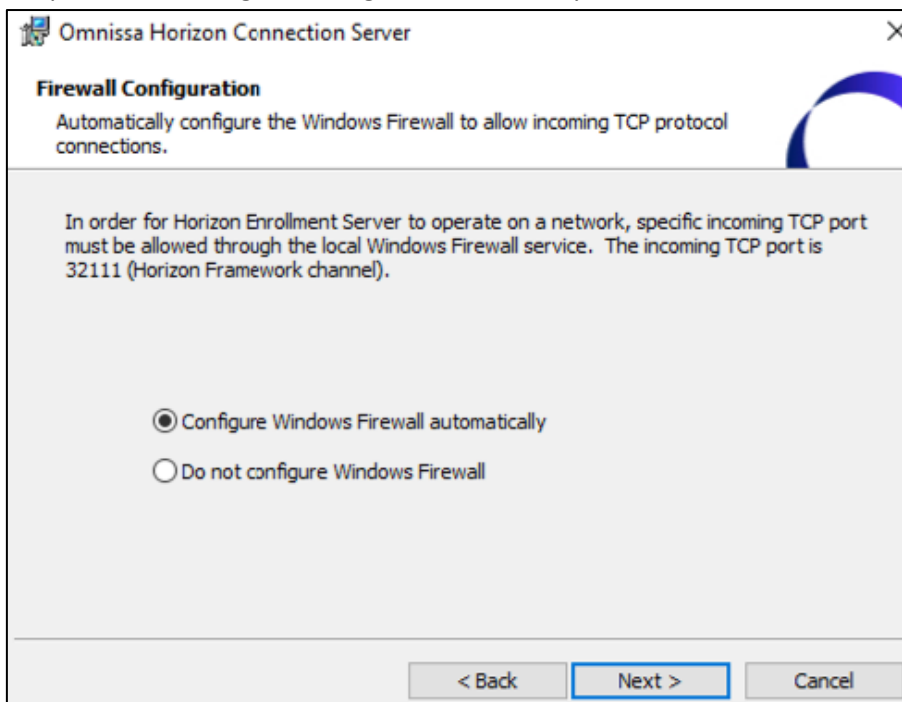 Omnissa Horizon Connection Server
Firewall Configuration
Automatically configure the Windows Firewall to allow incoming TCP protocol
connections.
In order for Horizon Enrollment Server to operate on a network, specific incoming TCP port
must be allowed through the local Windows Firewall service.  The incoming TCP port is
32111 (Horizon Framework channel).
Configure Windows Firewall automatically
Do not configure Windows Firewall
< Back
Next >
Cancel